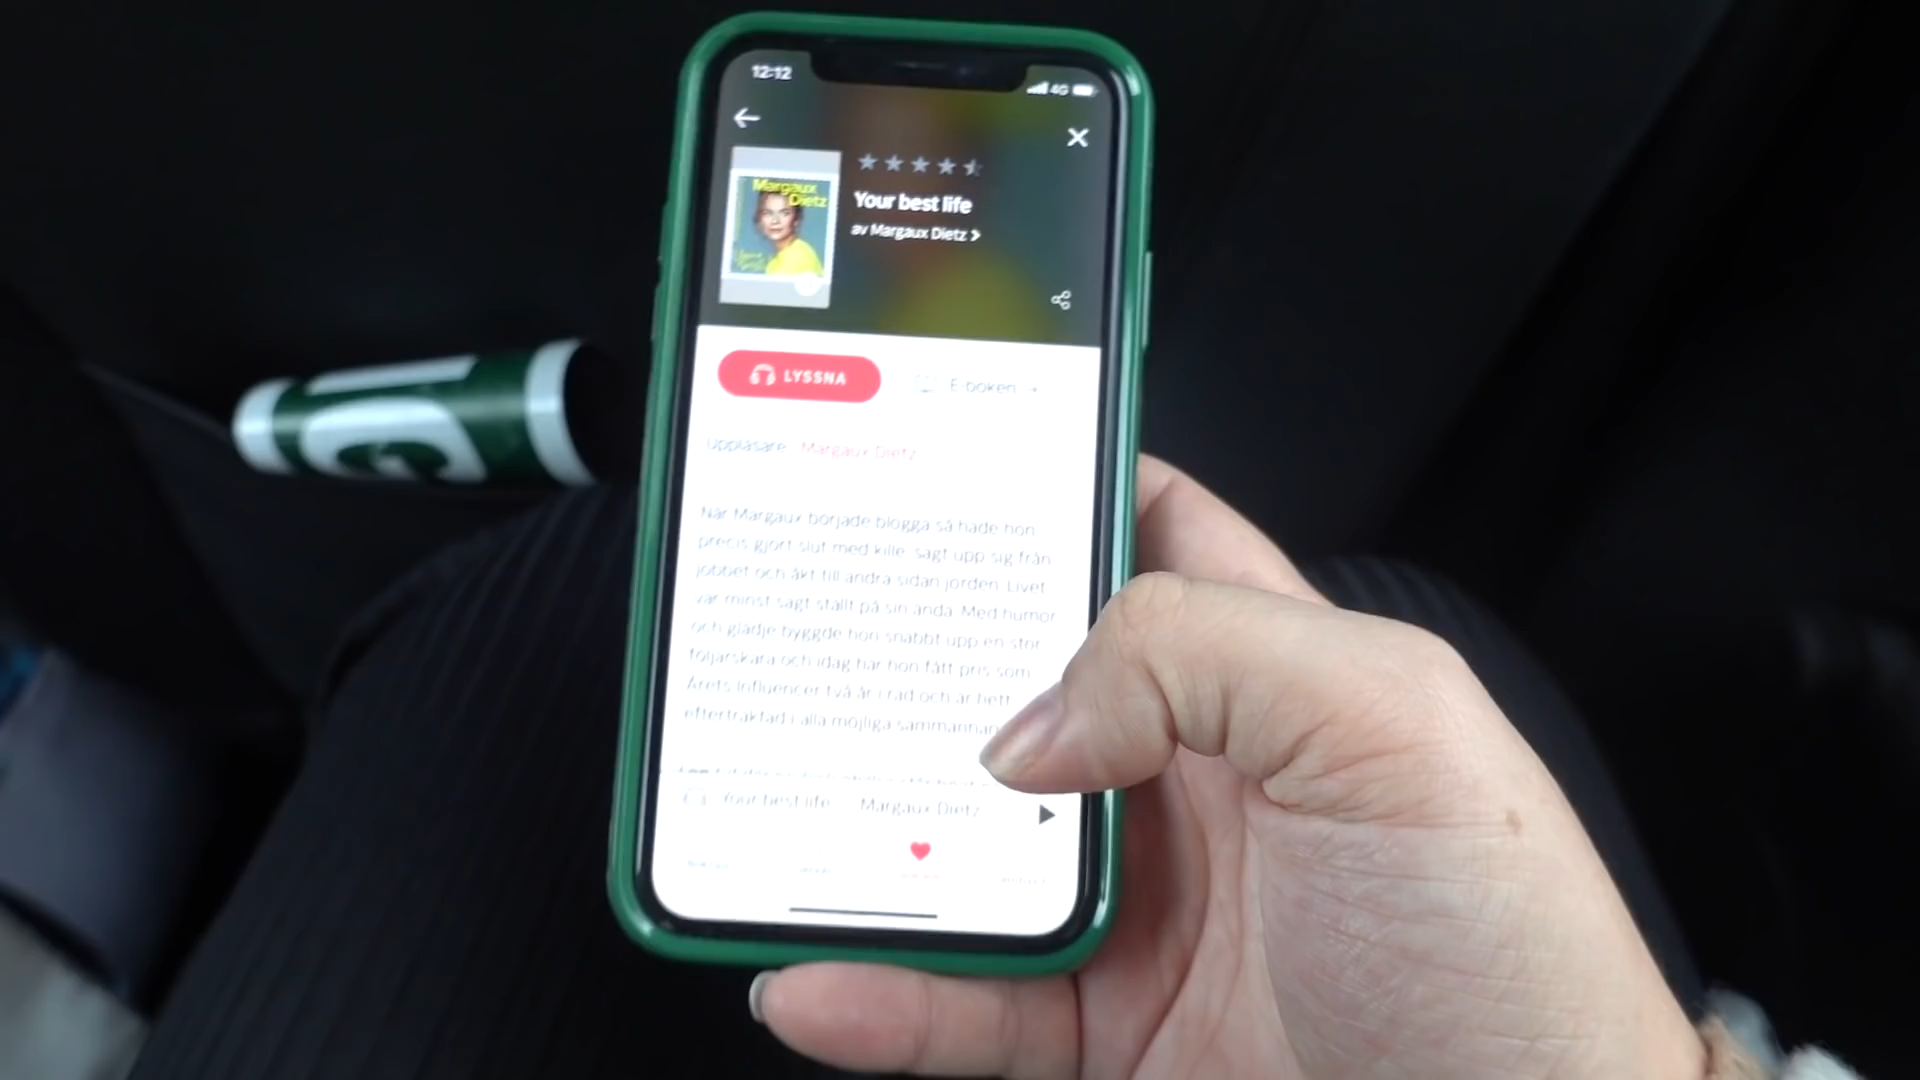 12:12
4G
Margaux
Dietz
Your best life
av Margaux Dietz >
LYSSNA
E-boken
Uppläsare Margaux Dietz
När Margaux började blogga så hade hon
precis gjort slut med kille, sagt upp sig från
jobbet och åkt till andra sidan jorden. Livet
var minst sagt ställt på sin ända. Med humor
och glädje byggde hon snabbt upp en stor
följarskara och idag har hon fått pris som
Årets Influencer två år i rad och är hett
eftertraktad i alla möjliga sammanhan
Your best life Margaux Dietz